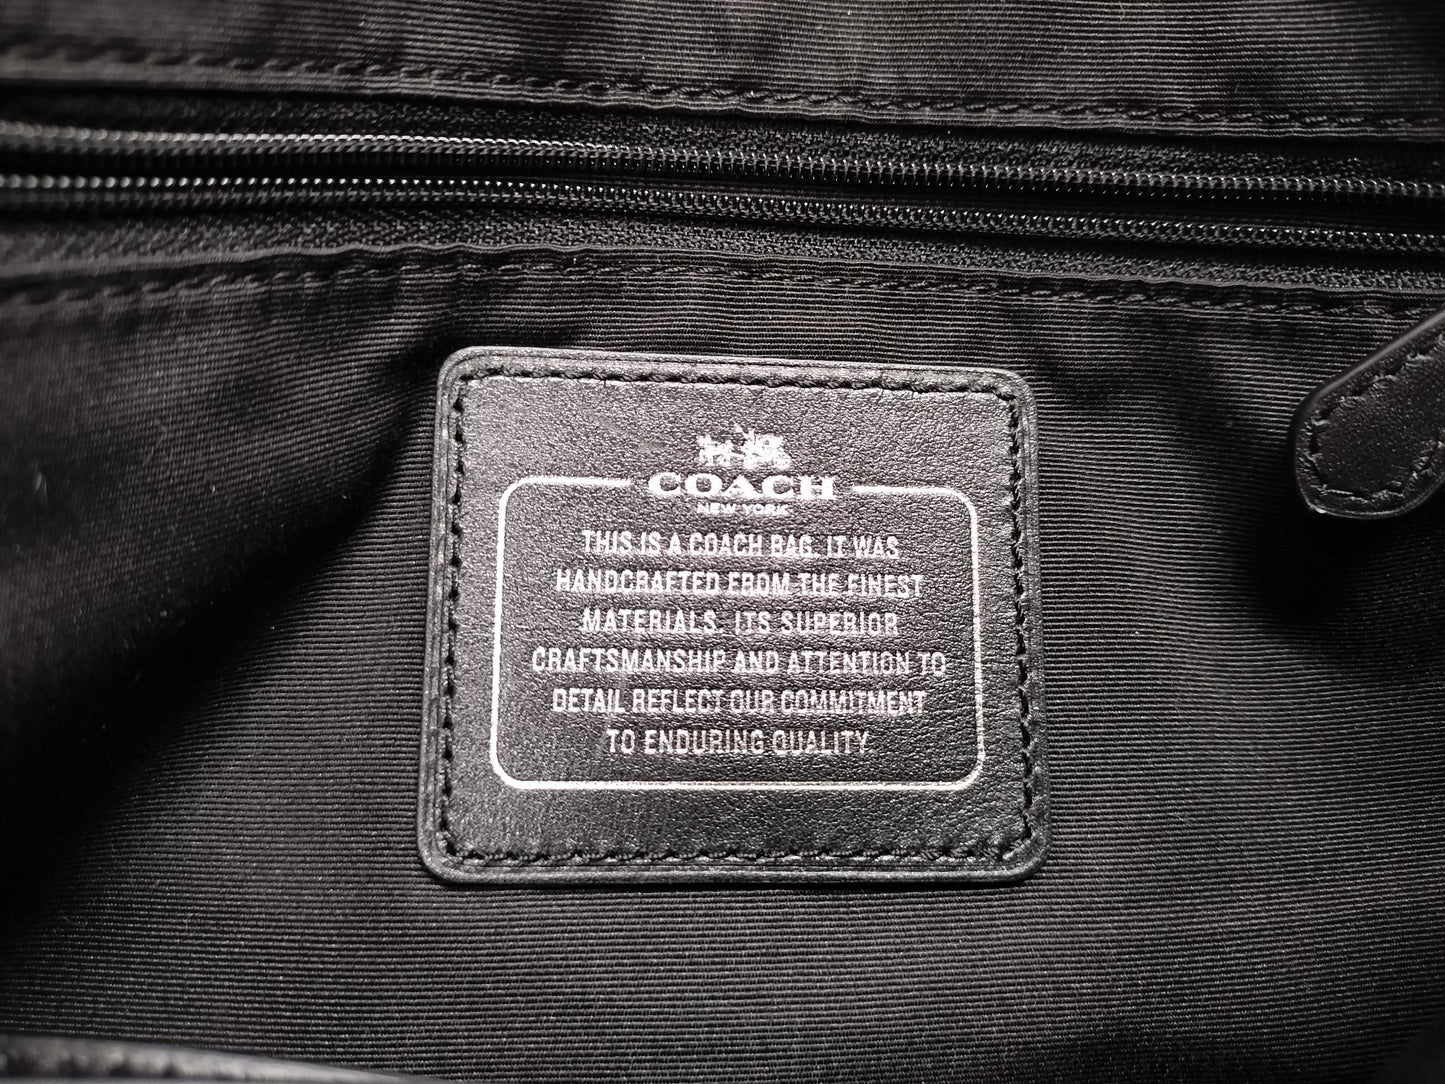 COACH
NEW YORK
THIS IS A COACH BAG. IT WAS
HANDCRAFTED FROM THE FINEST
MATERIALS. ITS SUPERIOR
CRAFTSMANSHIP AND ATTENTION TO
DETAIL REFLECT OUR COMMITMENT
TO ENDURING QUALITY